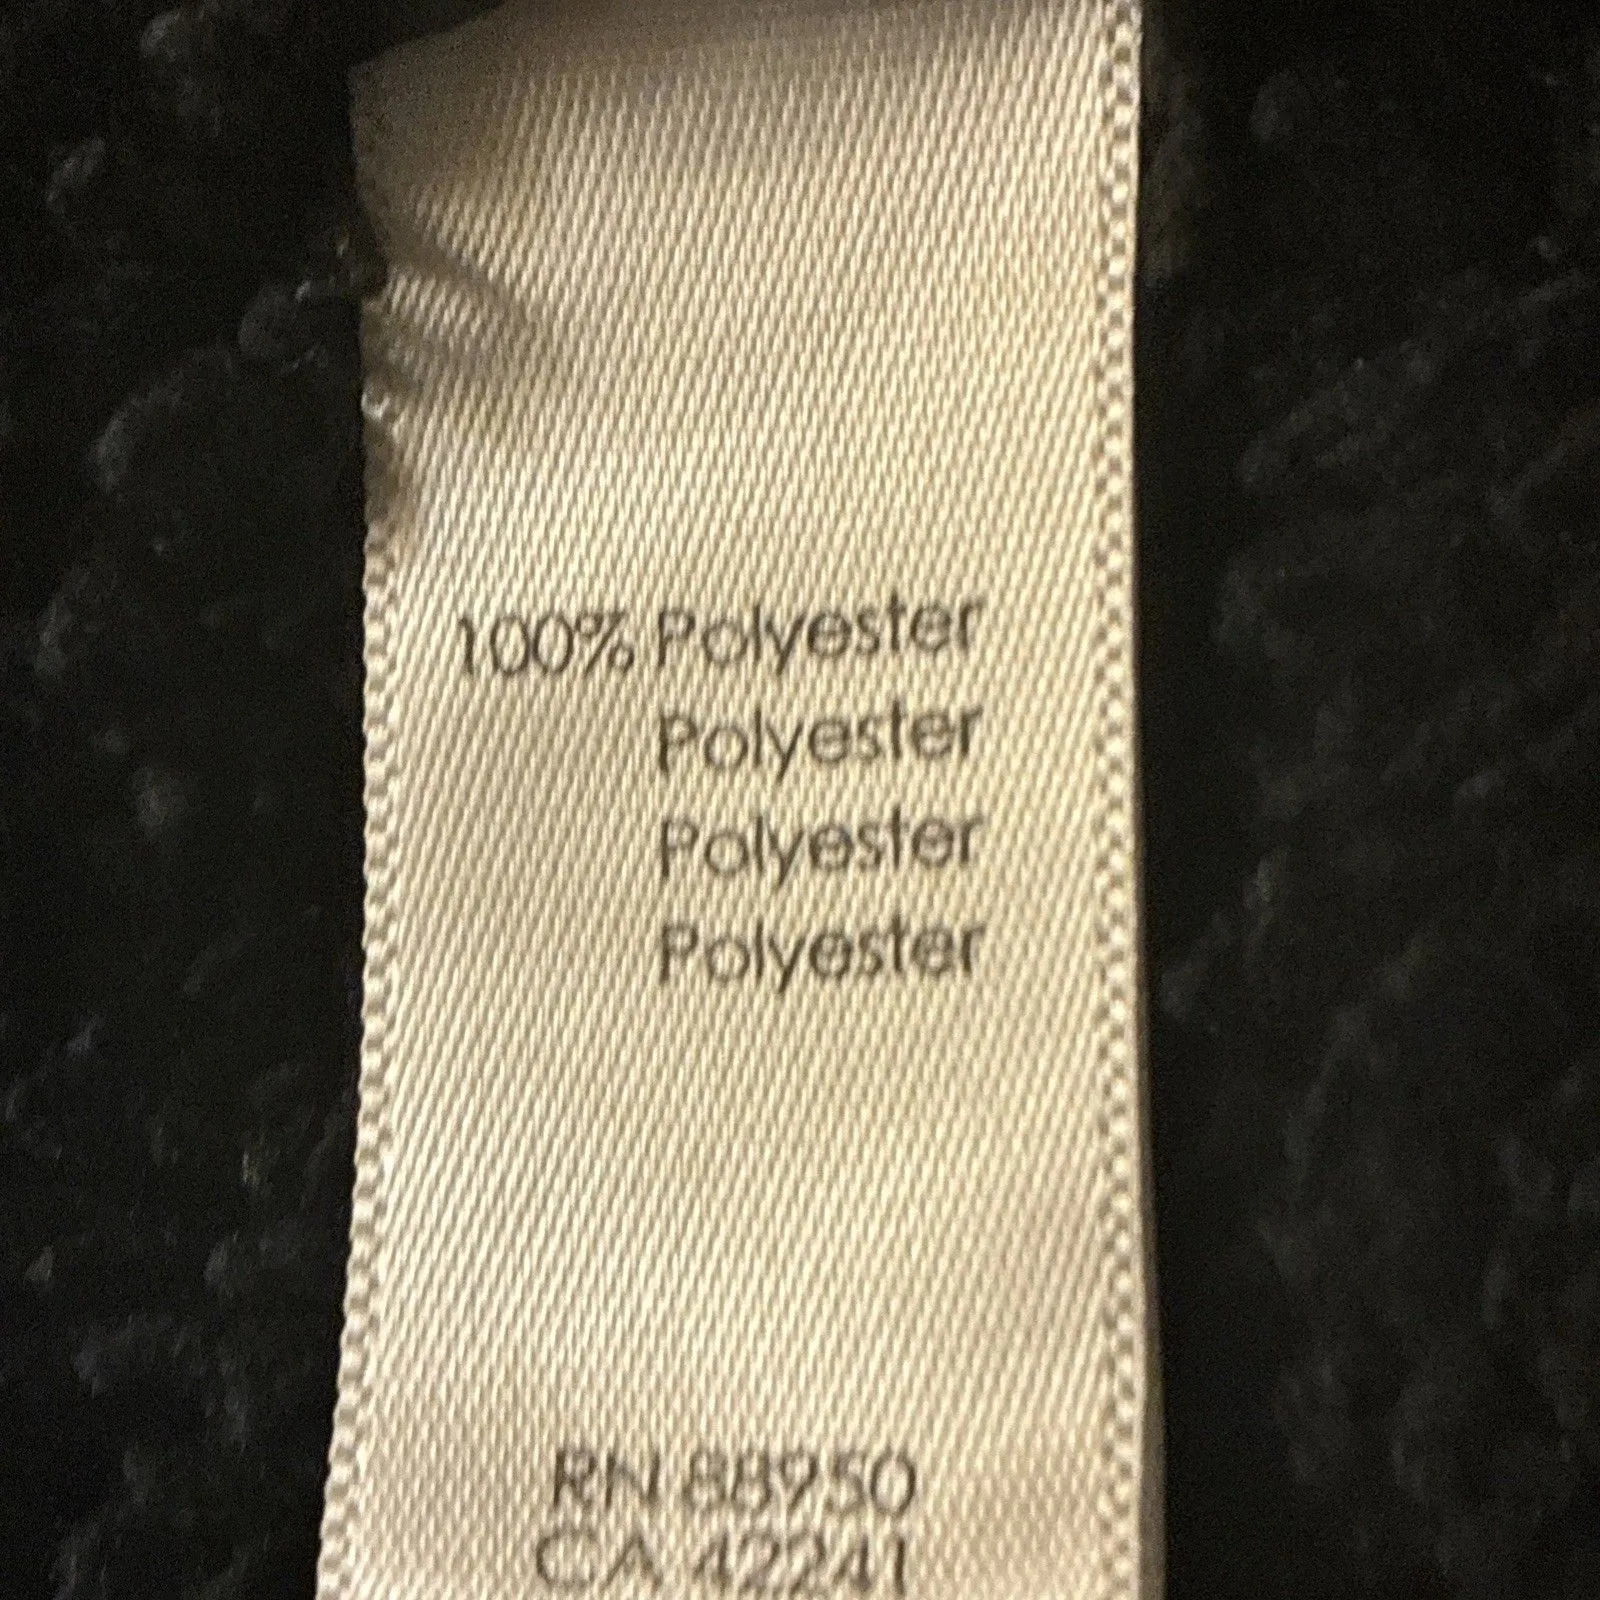 100% Polyester
Polyester
Polyester
Polyester
RN 88950
CA 42241